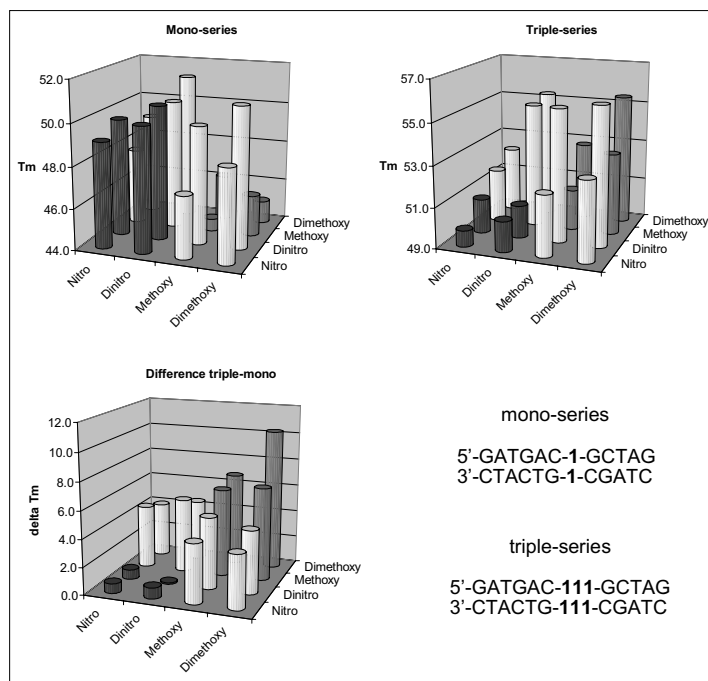 Mono-series
52.0
50.0
48.0
Tm
46.0
44.0
Nitro
Dinitro
Methoxy
Dimethoxy
Dimethoxy
Methoxy
Dinitro
Nitro
Triple-series
57.0
55.0
53.0
Tm
51.0
49.0
Nitro
Dinitro
Methoxy
Dimethoxy
Dimethoxy
Methoxy
Dinitro
Nitro
Difference triple-mono
12.0
10.0
8.0
6.0
4.0
2.0
0.0
delta Tm
Nitro
Dinitro
Methoxy
Dimethoxy
Dimethoxy
Methoxy
Dinitro
Nitro
mono-series
5’-GATGAC-1-GCTAG
3’-CTACTG-1-CGATC
triple-series
5’-GATGAC-111-GCTAG
3’-CTACTG-111-CGATC